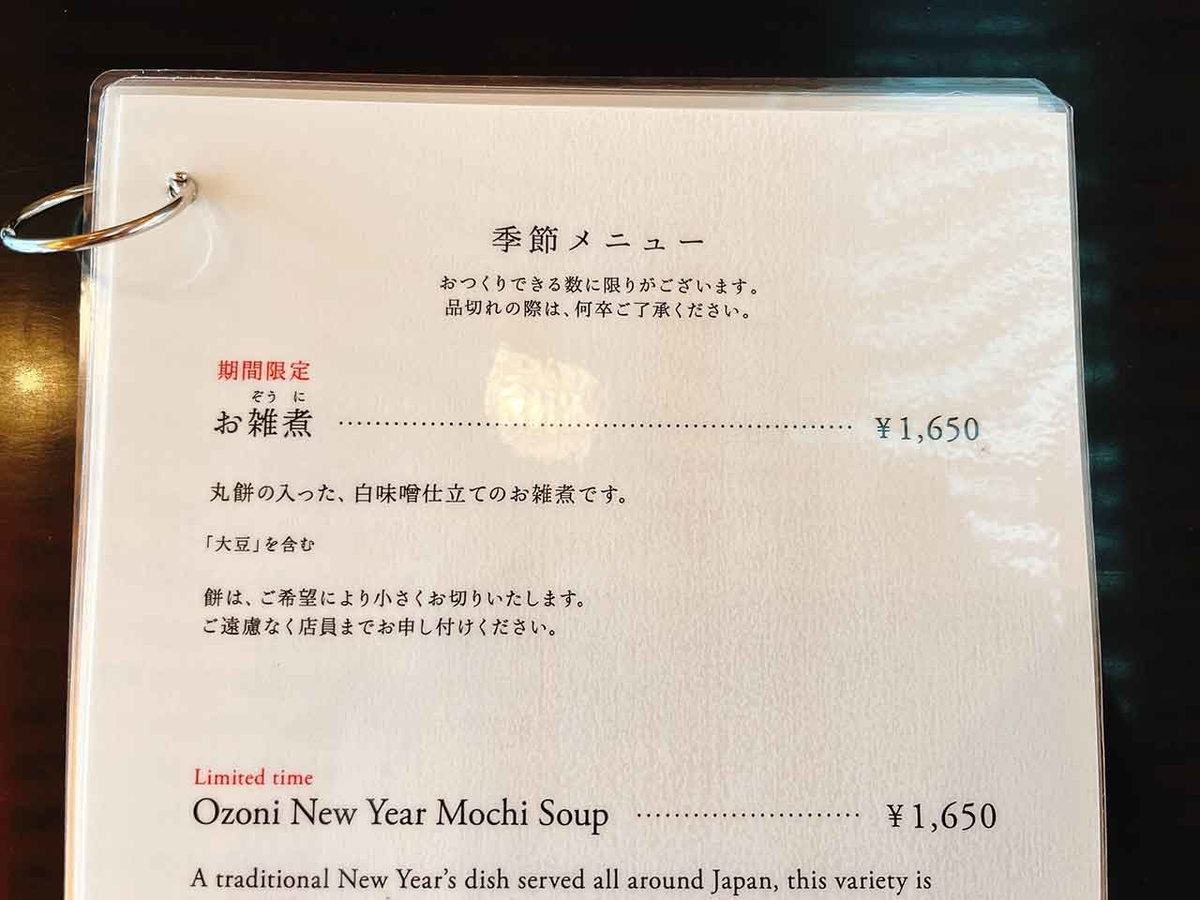 季節メニュー
おつくりできる数に限りがございます。
品切れの際は、何卒ご了承ください。
期間限定
ぞうに
お雑煮 ¥1,650
丸餅の入った、白味噌仕立てのお雑煮です。
「大豆」を含む
餅は、ご希望により小さくお切りいたします。
ご遠慮なく店員までお申し付けください。
Limited time
Ozoni New Year Mochi Soup ¥1,650
A traditional New Year's dish served all around Japan, this variety is